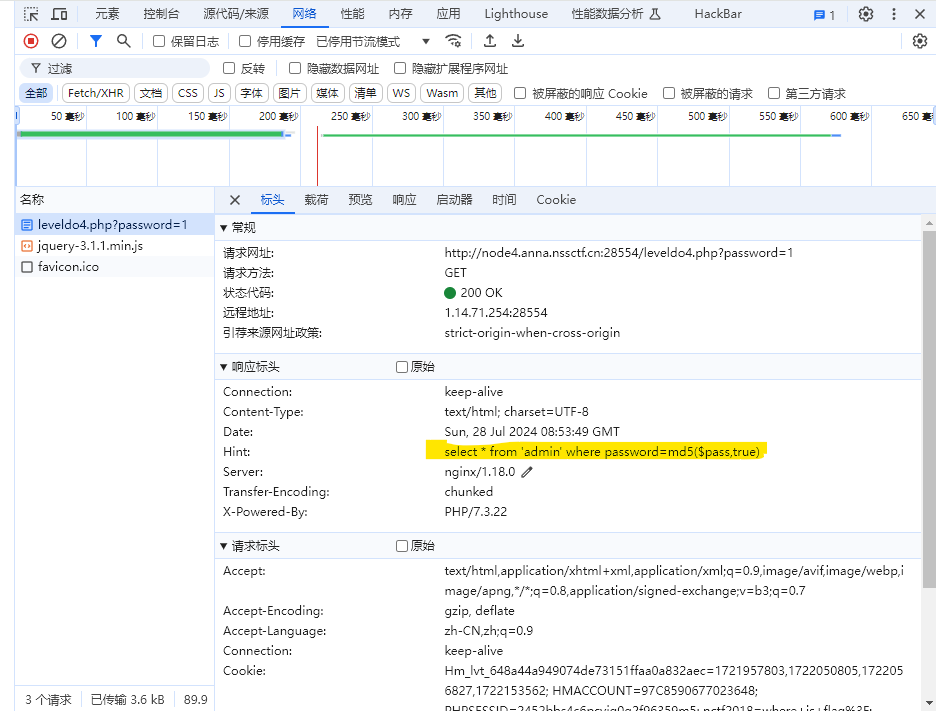 元素 控制台 源代码/来源 网络 性能 内存 应用 Lighthouse 性能数据分析 HackBar 1
保留日志 停用缓存 已停用节流模式
过滤 反转 隐藏数据网址 隐藏扩展程序网址
全部 Fetch/XHR 文档 CSS JS 字体 图片 媒体 清单 WS Wasm 其他 被屏蔽的响应 Cookie 被屏蔽的请求 第三方请求
50 毫秒 100 毫秒 150 毫秒 200 毫秒 250 毫秒 300 毫秒 350 毫秒 400 毫秒 450 毫秒 500 毫秒 550 毫秒 600 毫秒 650 毫
名称 标头 载荷 预览 响应 启动器 时间 Cookie
leveldo4.php?password=1
jquery-3.1.1.min.js
favicon.ico
常规
请求网址: http://node4.anna.nssctf.cn:28554/leveldo4.php?password=1
请求方法: GET
状态代码: 200 OK
远程地址: 1.14.71.254:28554
引荐来源网址政策: strict-origin-when-cross-origin
响应标头 原始
Connection: keep-alive
Content-Type: text/html; charset=UTF-8
Date: Sun, 28 Jul 2024 08:53:49 GMT
Hint: select * from 'admin' where password=md5($pass,true)
Server: nginx/1.18.0
Transfer-Encoding: chunked
X-Powered-By: PHP/7.3.22
请求标头 原始
Accept: text/html,application/xhtml+xml,application/xml;q=0.9,image/avif,image/webp,i
mage/apng,*/*;q=0.8,application/signed-exchange;v=b3;q=0.7
Accept-Encoding: gzip, deflate
Accept-Language: zh-CN,zh;q=0.9
Connection: keep-alive
Cookie: Hm_lvt_648a44a949074de73151ffaa0a832aec=1721957803,1722050805,172205
6827,1722153562; HMACCOUNT=97C8590677023648;
3 个请求 已传输 3.6 kB 89.9